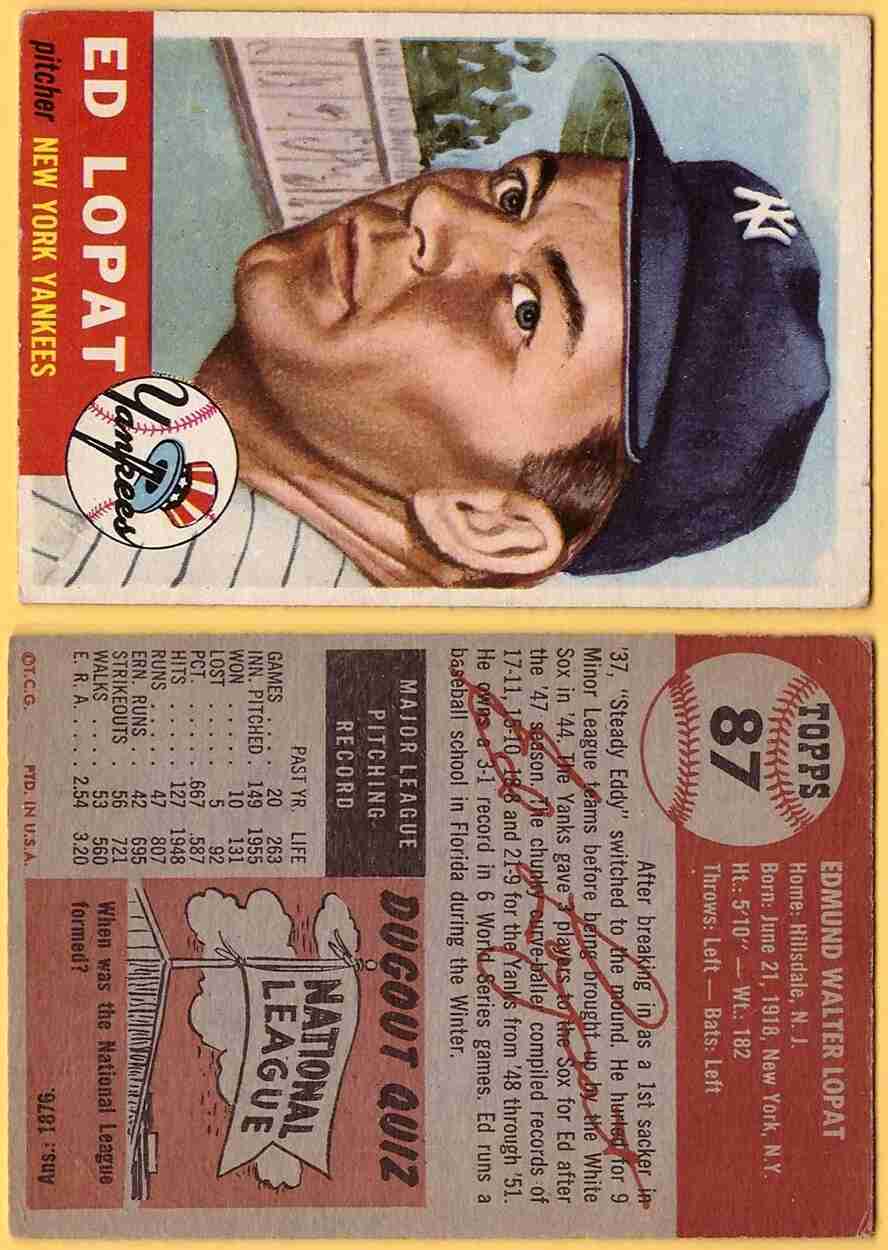 ED LOPAT
pitcher NEW YORK YANKEES
Yankees
NY
TOPPS
87
EDMUND WALTER LOPAT
Home: Hillsdale, N. J.
Born: June 21, 1918, New York, N.Y.
Ht.: 5'10" — Wt.: 182
Throws: Left — Bats: Left
After breaking in as a 1st sacker in
'37, "Steady Eddy" switched to the mound. He hurled for 9
Minor League teams before being brought up by the White
Sox in '44. The Yanks gave 3 players to the Sox for Ed after
the '47 season. The chunky curve-baller compiled records of
17-11, 15-10, 18-8 and 21-9 for the Yanks from '48 through '51.
He owns a 3-1 record in 6 World Series games. Ed runs a
baseball school in Florida during the Winter.
Ed Lopat
MAJOR LEAGUE
PITCHING
RECORD
PAST YR. LIFE
GAMES . . . . 20 263
INN. PITCHED . 149 1955
WON . . . . . 10 131
LOST . . . . . 5 92
PCT. . . . . .667 .587
HITS . . . . 127 1948
RUNS . . . . 47 807
ERN. RUNS . . 42 695
STRIKEOUTS . 56 721
WALKS . . . 53 560
E. R. A. . . . 2.54 3.20
©T.C.G. PTD. IN U.S.A.
DUGOUT QUIZ
NATIONAL
LEAGUE
When was the National League
formed?
Ans.: 1876.